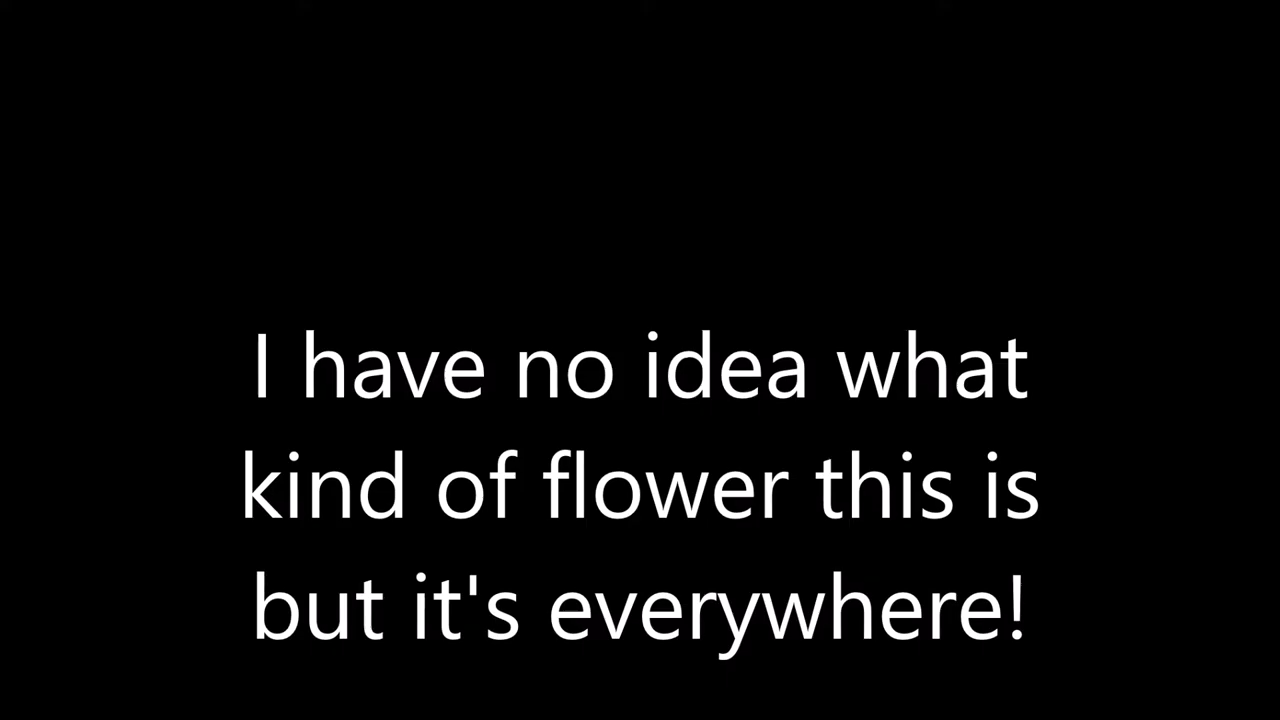 I have no idea what
kind of flower this is
but it's everywhere!